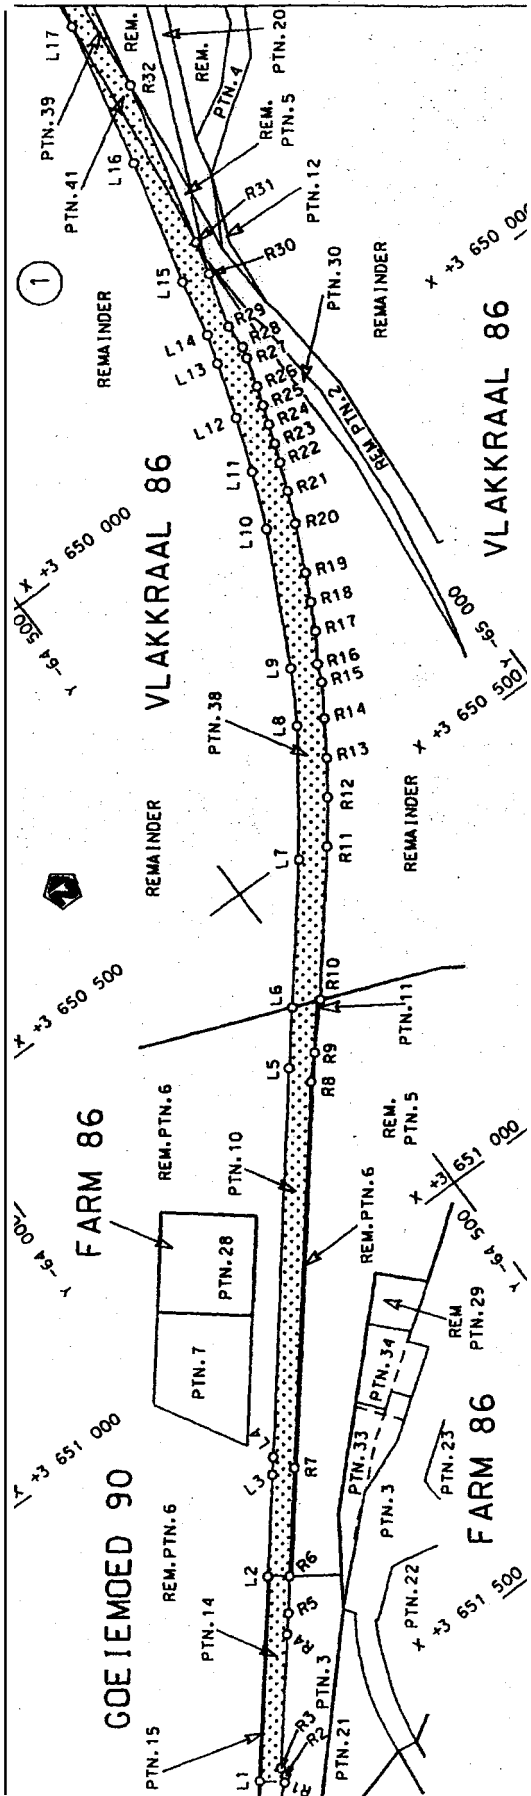 L17
PTN.39
PTN.41
L16
REM.
R32
REM.
PTN.20
PTN.4
REM.
PTN.5
R31
PTN.12
R30
L15
1
REMAINDER
PTN.30
REMAINDER
X +3 650 000
L14
L13
R29
R28
R27
R26
R25
R24
R23
R22
R21
L12
L11
L10
REM PTN.2
VLAKKRAAL 86
R20
R19
R18
R17
R16
R15
R14
R13
R12
R11
X +3 650 000
Y -64 500
VLAKKRAAL 86
Y -65 000
X +3 650 500
L9
L8
PTN.38
REMAINDER
L7
REMAINDER
X +3 650 500
L6
R10
PTN.11
L5
R9
R8
REM.PTN.6
REM.
PTN.5
FARM 86
PTN.10
REM.PTN.6
X +3 651 000
Y -64 500
Y -64 000
PTN.28
PTN.7
REM
PTN.29
PTN.34
PTN.33
PTN.3
PTN.23
FARM 86
X +3 651 000
L4
L3
R7
GOEIEMOED 90
REM.PTN.6
L2
R6
R5
R4
PTN.14
PTN.22
X +3 651 500
PTN.15
PTN.3
R3
R2
PTN.21
L1
R1